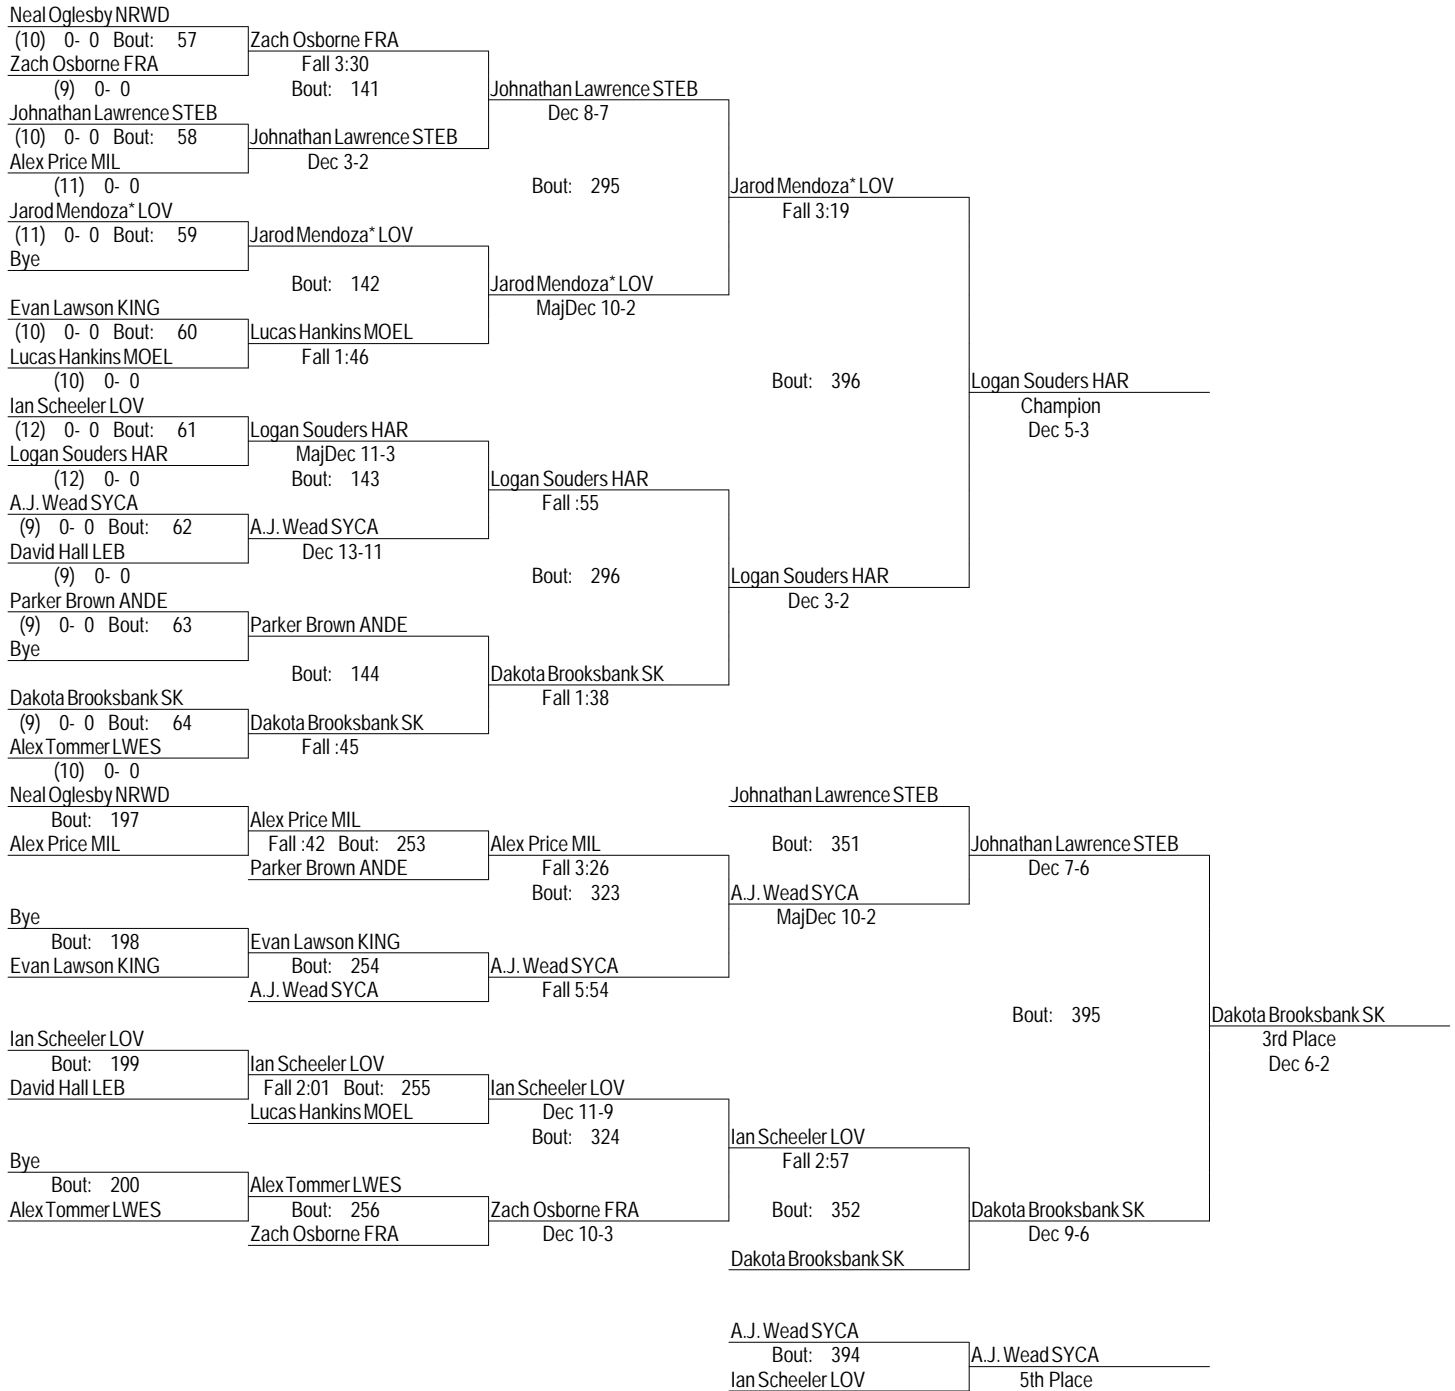 Neal Oglesby NRWD
(10) 0- 0 Bout: 57 Zach Osborne FRA
Zach Osborne FRA Fall 3:30
(9) 0- 0 Bout: 141 Johnathan Lawrence STEB
Johnathan Lawrence STEB Dec 8-7
(10) 0- 0 Bout: 58 Johnathan Lawrence STEB
Alex Price MIL Dec 3-2
(11) 0- 0 Bout: 295 Jarod Mendoza* LOV
Jarod Mendoza* LOV Fall 3:19
(11) 0- 0 Bout: 59 Jarod Mendoza* LOV
Bye
Bout: 142 Jarod Mendoza* LOV
Evan Lawson KING MajDec 10-2
(10) 0- 0 Bout: 60 Lucas Hankins MOEL
Lucas Hankins MOEL Fall 1:46
(10) 0- 0 Bout: 396 Logan Souders HAR
Ian Scheeler LOV Champion
(12) 0- 0 Bout: 61 Logan Souders HAR Dec 5-3
Logan Souders HAR MajDec 11-3
(12) 0- 0 Bout: 143 Logan Souders HAR
A.J. Wead SYCA Fall :55
(9) 0- 0 Bout: 62 A.J. Wead SYCA
David Hall LEB Dec 13-11
(9) 0- 0 Bout: 296 Logan Souders HAR
Parker Brown ANDE Dec 3-2
(9) 0- 0 Bout: 63 Parker Brown ANDE
Bye
Bout: 144 Dakota Brooksbank SK
Dakota Brooksbank SK Fall 1:38
(9) 0- 0 Bout: 64 Dakota Brooksbank SK
Alex Tommer LWES Fall :45
(10) 0- 0
Neal Oglesby NRWD Johnathan Lawrence STEB
Bout: 197 Alex Price MIL
Alex Price MIL Fall :42 Bout: 253 Alex Price MIL Bout: 351 Johnathan Lawrence STEB
Parker Brown ANDE Fall 3:26 Dec 7-6
Bout: 323 A.J. Wead SYCA
Bye MajDec 10-2
Bout: 198 Evan Lawson KING
Evan Lawson KING Bout: 254 A.J. Wead SYCA
A.J. Wead SYCA Fall 5:54
Bout: 395 Dakota Brooksbank SK
Ian Scheeler LOV 3rd Place
Bout: 199 Ian Scheeler LOV Dec 6-2
David Hall LEB Fall 2:01 Bout: 255 Ian Scheeler LOV
Lucas Hankins MOEL Dec 11-9
Bout: 324 Ian Scheeler LOV
Bye Fall 2:57
Bout: 200 Alex Tommer LWES
Alex Tommer LWES Bout: 256 Zach Osborne FRA Bout: 352 Dakota Brooksbank SK
Zach Osborne FRA Dec 10-3 Dec 9-6
Dakota Brooksbank SK
A.J. Wead SYCA
Bout: 394 A.J. Wead SYCA
Ian Scheeler LOV 5th Place